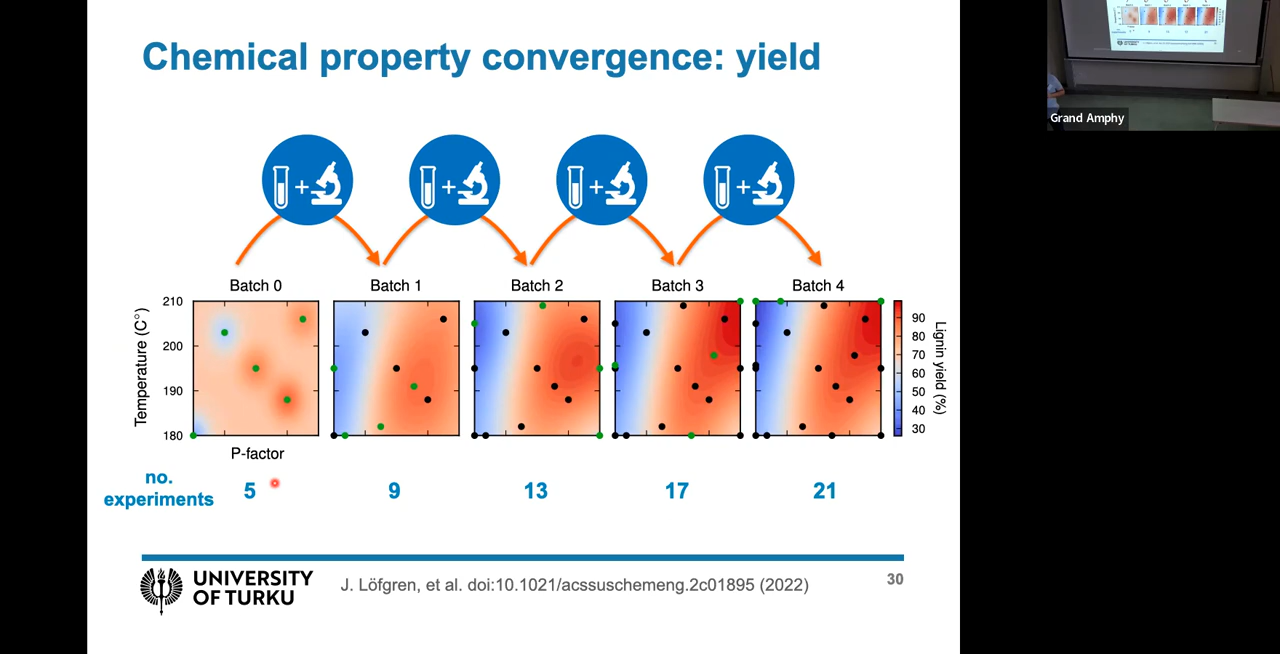 Chemical property convergence: yield
+ + + +
Batch 0 Batch 1 Batch 2 Batch 3 Batch 4
Temperature (C°)
210
200
190
180
P-factor
90
80
70
60
50
40
30
Lignin yield (%)
no.
experiments
5 9 13 17 21
UNIVERSITY
OF TURKU
J. Löfgren, et al. doi:10.1021/acssuschemeng.2c01895 (2022)
30
Grand Amphy